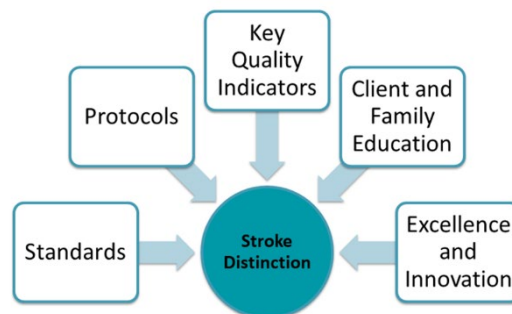 Key
Quality
Indicators
Protocols
Client and
Family
Education
Standards
Stroke
Distinction
Excellence
and
Innovation